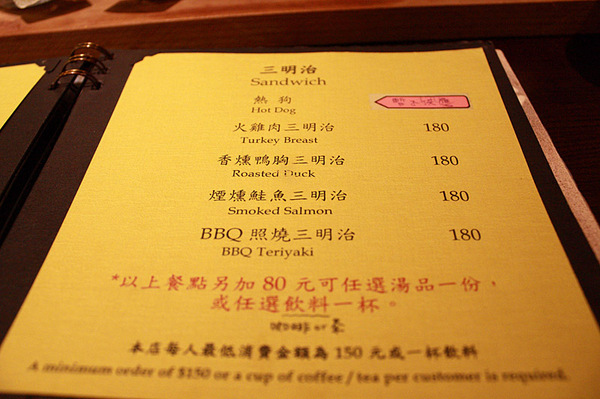 三明治
Sandwich
熱狗
Hot Dog
火雞肉三明治 180
Turkey Breast
香燻鴨胸三明治 180
Roasted Duck
煙燻鮭魚三明治 180
Smoked Salmon
BBQ 照燒三明治 180
BBQ Teriyaki
*以上餐點另加 80 元可任選湯品一份，
或任選飲料一杯。
咖啡 or 茶
本店每人最低消費金額為 150 元或一杯飲料
A minimum order of $150 or a cup of coffee / tea per customer is required.